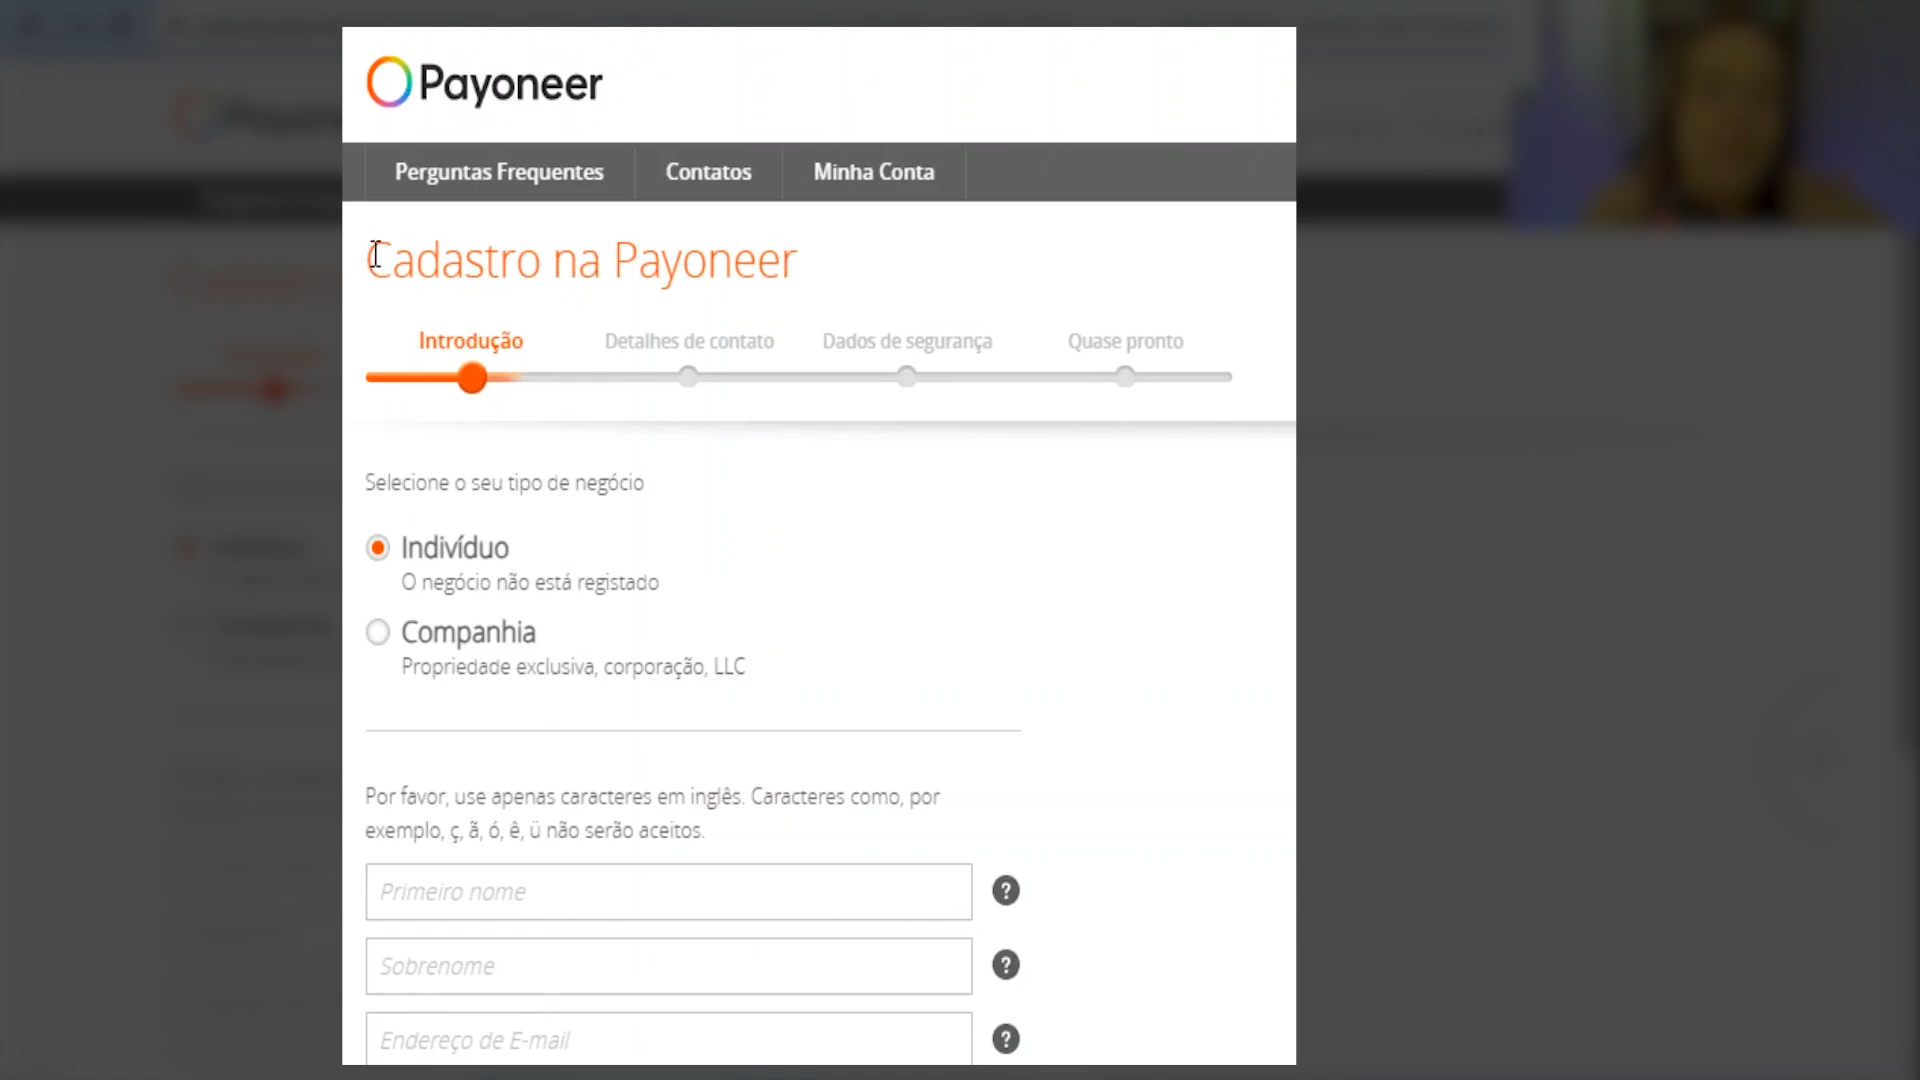 Payoneer
Perguntas Frequentes Contatos Minha Conta
Cadastro na Payoneer
Introdução Detalhes de contato Dados de segurança Quase pronto
Selecione o seu tipo de negócio
Indivíduo
O negócio não está registado
Companhia
Propriedade exclusiva, corporação, LLC
Por favor, use apenas caracteres em inglês. Caracteres como, por
exemplo, ç, ã, ó, ê, ü não serão aceitos.
Primeiro nome ?
Sobrenome ?
Endereço de E-mail ?